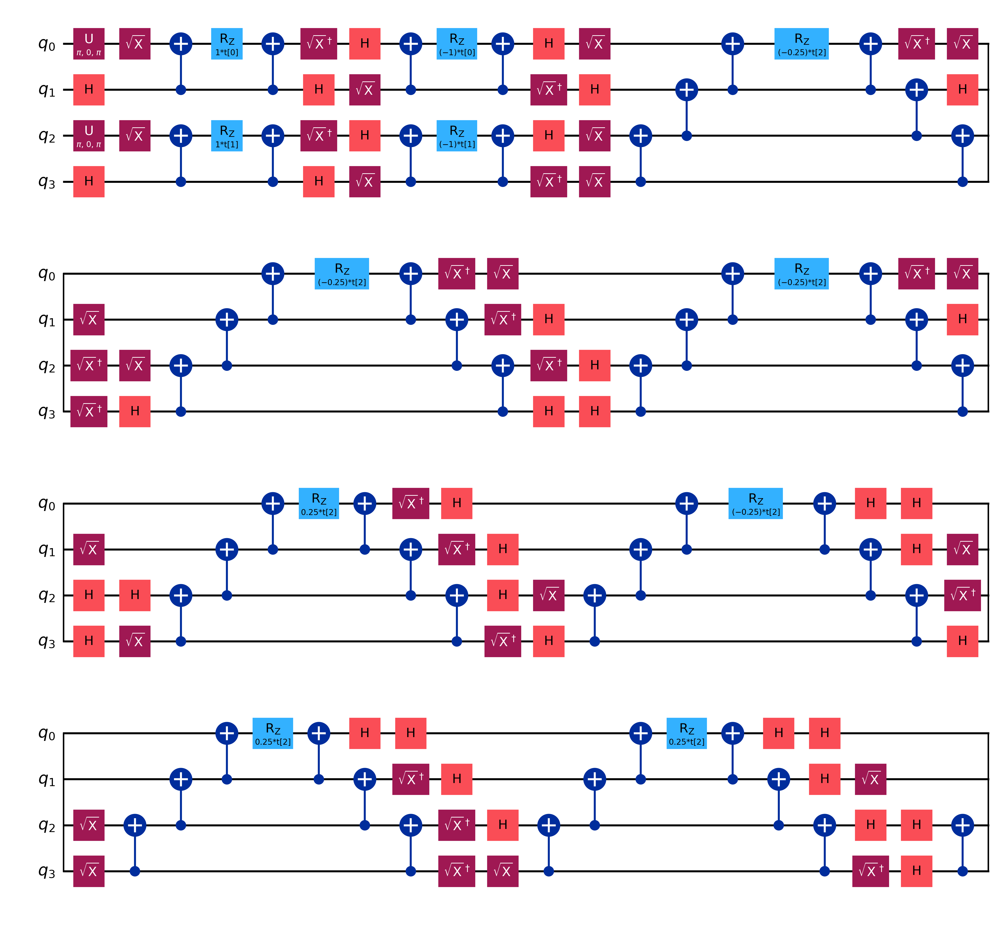 q0 U π, 0, π √X RZ 1*t[0] √X† H RZ (−1)*t[0] H √X RZ (−0.25)*t[2] √X† √X
q1 H H √X √X† H H
q2 U π, 0, π √X RZ 1*t[1] √X† H RZ (−1)*t[1] H √X
q3 H H √X √X† √X
q0 RZ (−0.25)*t[2] √X† √X RZ (−0.25)*t[2] √X† √X
q1 √X √X† H H
q2 √X† √X √X† H
q3 √X† H H H
q0 RZ 0.25*t[2] √X† H RZ (−0.25)*t[2] H H
q1 √X √X† H H √X
q2 H H H √X √X†
q3 H √X √X† H H
q0 RZ 0.25*t[2] H H RZ 0.25*t[2] H H
q1 √X† H H √X
q2 √X √X† H H H
q3 √X √X† √X √X† H